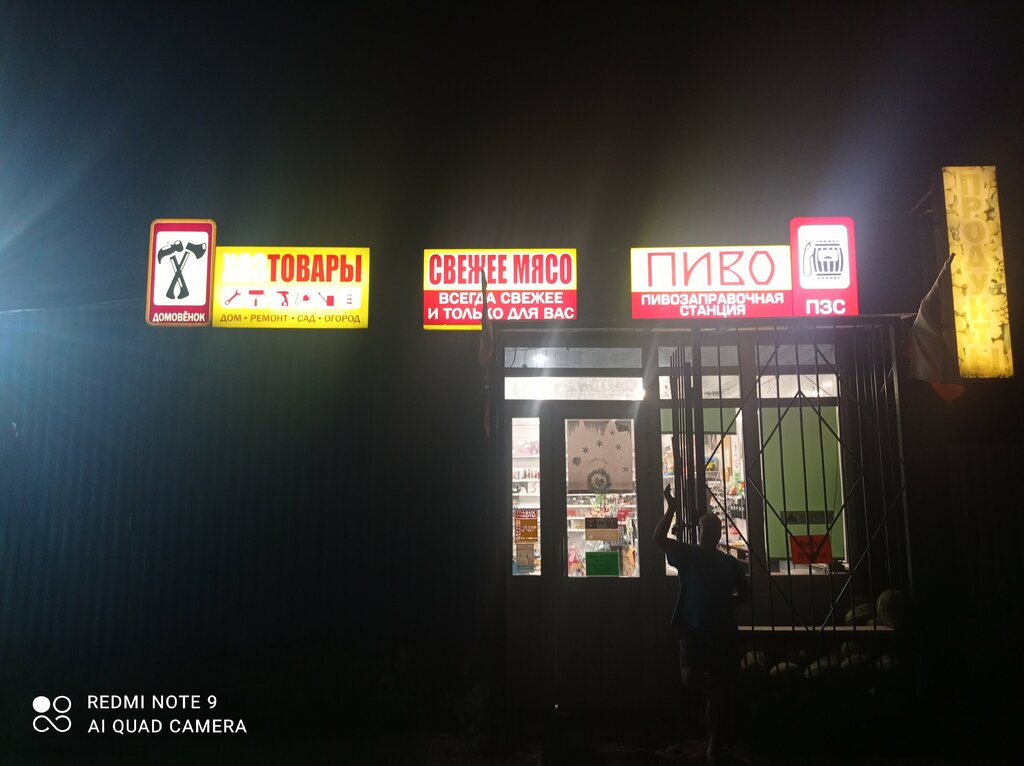 ДОМОВЁНОК
ХОЗТОВАРЫ
ДОМ • РЕМОНТ • САД • ОГОРОД
СВЕЖЕЕ МЯСО
ВСЕГДА СВЕЖЕЕ
И ТОЛЬКО ДЛЯ ВАС
ПИВО
ПИВОЗАПРАВОЧНАЯ
СТАНЦИЯ
ПЗС
ПРОДУКТЫ
REDMI NOTE 9
AI QUAD CAMERA